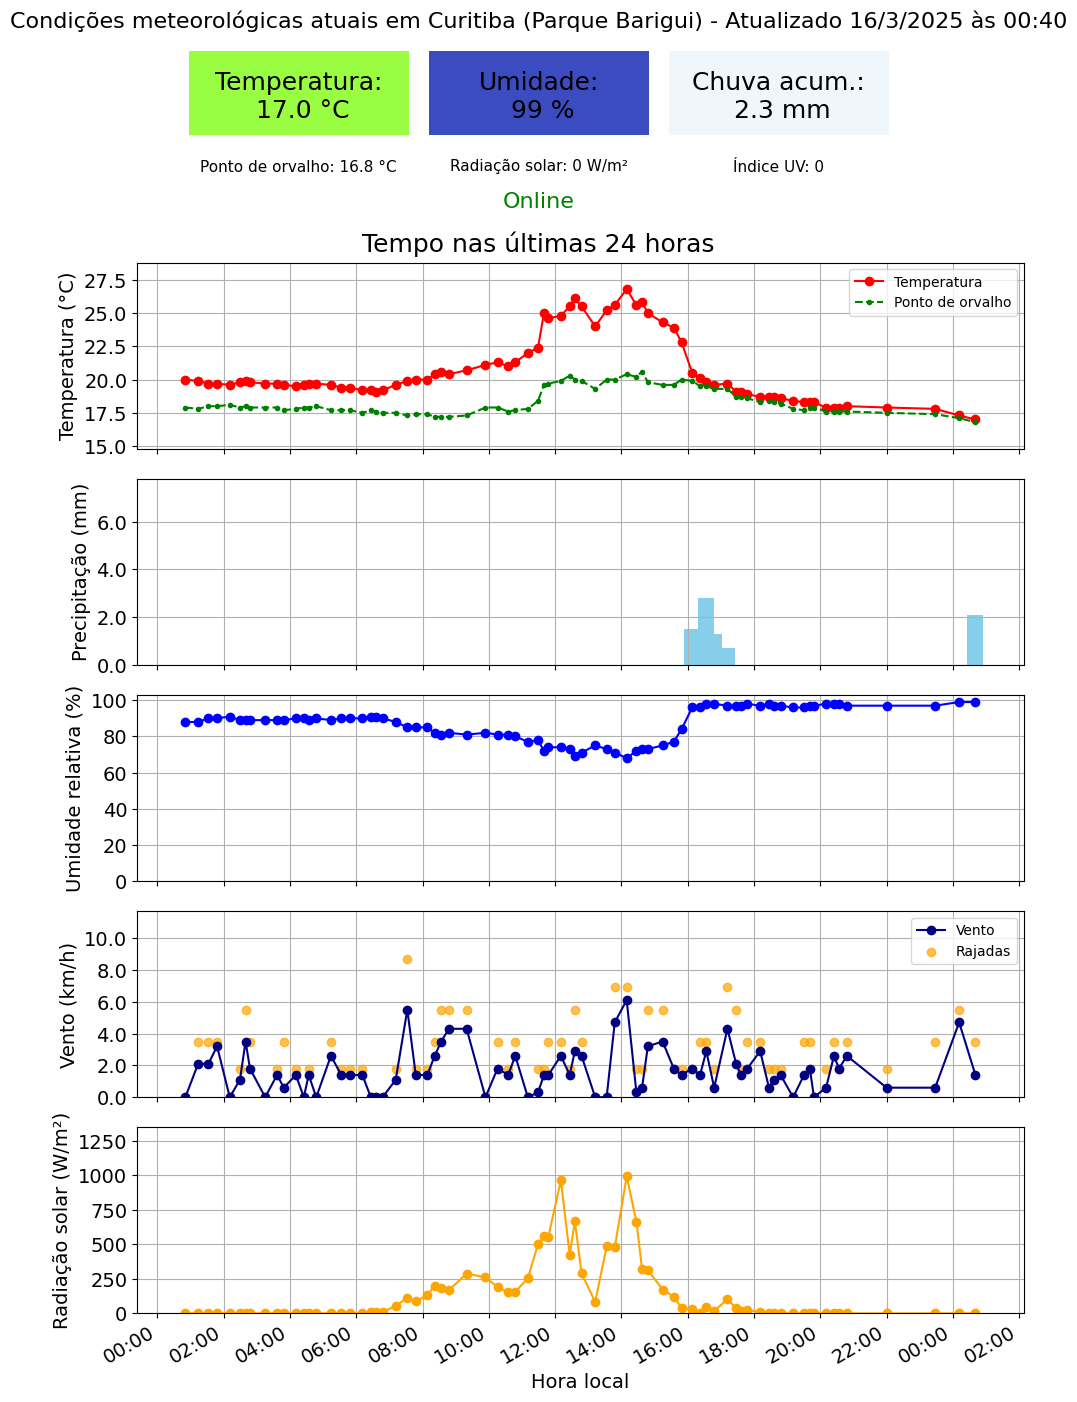 Condições meteorológicas atuais em Curitiba (Parque Barigui) - Atualizado 16/3/2025 às 00:40
Temperatura:
17.0 °C
Umidade:
99 %
Chuva acum.:
2.3 mm
Ponto de orvalho: 16.8 °C
Radiação solar: 0 W/m²
Índice UV: 0
Online
Tempo nas últimas 24 horas
Temperatura (°C)
27.5
25.0
22.5
20.0
17.5
15.0
Temperatura
Ponto de orvalho
Precipitação (mm)
6.0
4.0
2.0
0.0
Umidade relativa (%)
100
80
60
40
20
0
Vento (km/h)
10.0
8.0
6.0
4.0
2.0
0.0
Vento
Rajadas
Radiação solar (W/m²)
1250
1000
750
500
250
0
00:00
02:00
04:00
06:00
08:00
10:00
12:00
14:00
16:00
18:00
20:00
22:00
00:00
02:00
Hora local